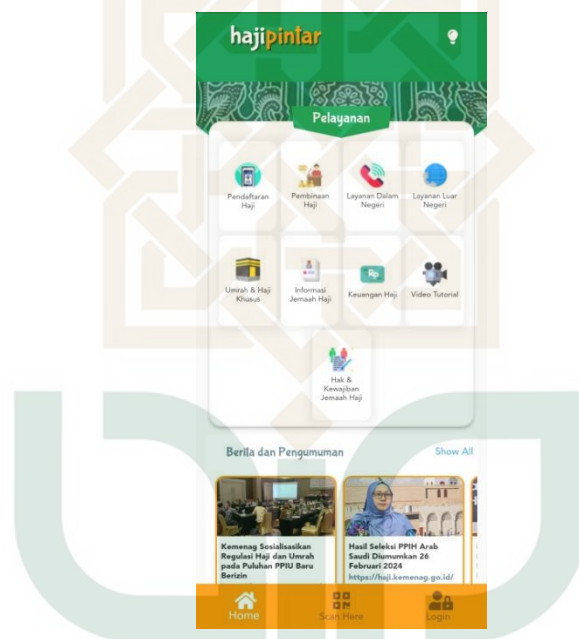 hajipintar
Pelayanan
Pendaftaran
Haji
Pembinaan
Haji
Layanan Dalam
Negeri
Layanan Luar
Negeri
Umrah & Haji
Khusus
Informasi
Jemaah Haji
Rp
Keuangan Haji
Video Tutorial
Hak &
Kewajiban
Jemaah Haji
Berita dan Pengumuman
Show All
Kemenag Sosialisasikan
Regulasi Haji dan Umrah
pada Puluhan PPIU Baru
Berizin
Hasil Seleksi PPIH Arab
Saudi Diumumkan 26
Februari 2024
https://haji.kemenag.go.id/
Home
Scan Here
Login